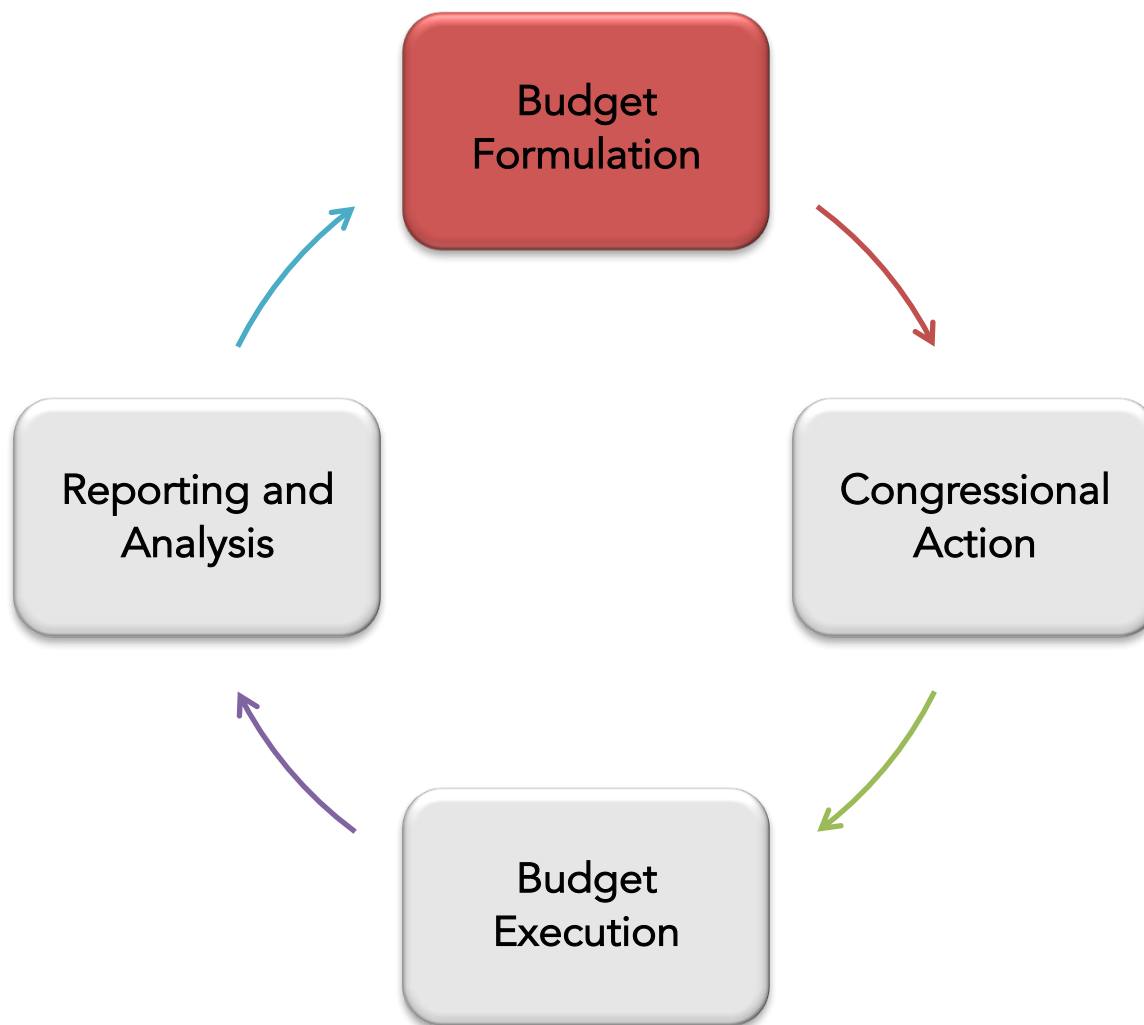 Budget
Formulation
Reporting and
Analysis
Congressional
Action
Budget
Execution